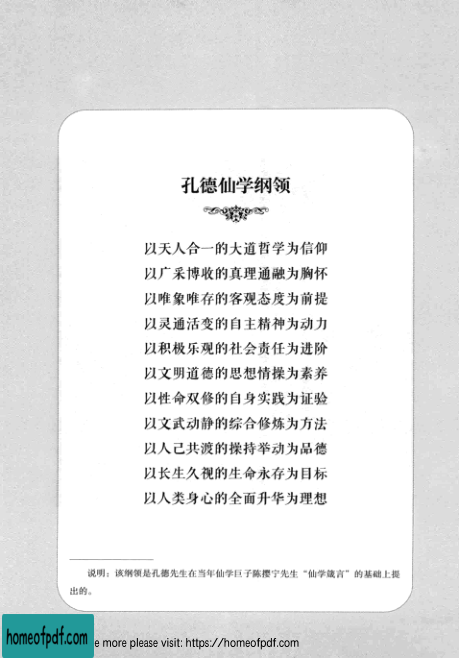 孔德仙学纲领
以天人合一的大道哲学为信仰
以广采博收的真理通融为胸怀
以唯象唯存的客观态度为前提
以灵通活变的自主精神为动力
以积极乐观的社会责任为进阶
以文明道德的思想情操为素养
以性命双修的自身实践为证验
以文武动静的综合修炼为方法
以人己共渡的操持举动为品德
以长生久视的生命永存为目标
以人类身心的全面升华为理想
说明：该纲领是孔德先生在当年仙学巨子陈撄宁先生“仙学箴言”的基础上提
出的。
homeofpdf.com
e more please visit: https://homeofpdf.com